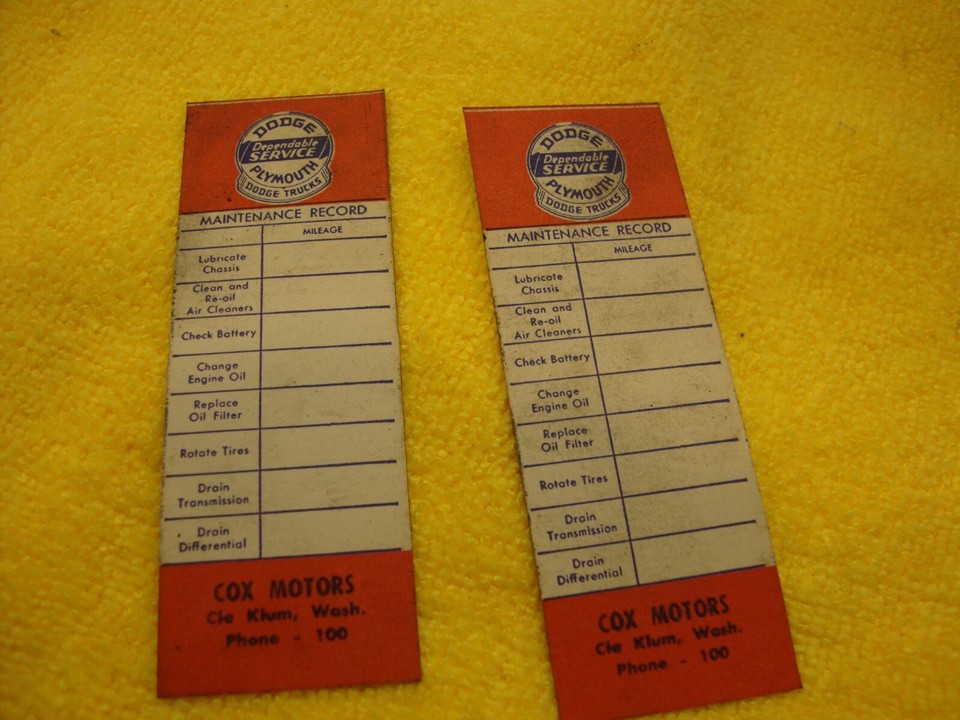 DODGE
Dependable
SERVICE
PLYMOUTH
DODGE TRUCKS
MAINTENANCE RECORD
MILEAGE
Lubricate
Chassis
Clean and
Re-oil
Air Cleaners
Check Battery
Change
Engine Oil
Replace
Oil Filter
Rotate Tires
Drain
Transmission
Drain
Differential
COX MOTORS
Cle Klum, Wash.
Phone - 100
DODGE
Dependable
SERVICE
PLYMOUTH
DODGE TRUCKS
MAINTENANCE RECORD
MILEAGE
Lubricate
Chassis
Clean and
Re-oil
Air Cleaners
Check Battery
Change
Engine Oil
Replace
Oil Filter
Rotate Tires
Drain
Transmission
Drain
Differential
COX MOTORS
Cle Klum, Wash.
Phone - 100